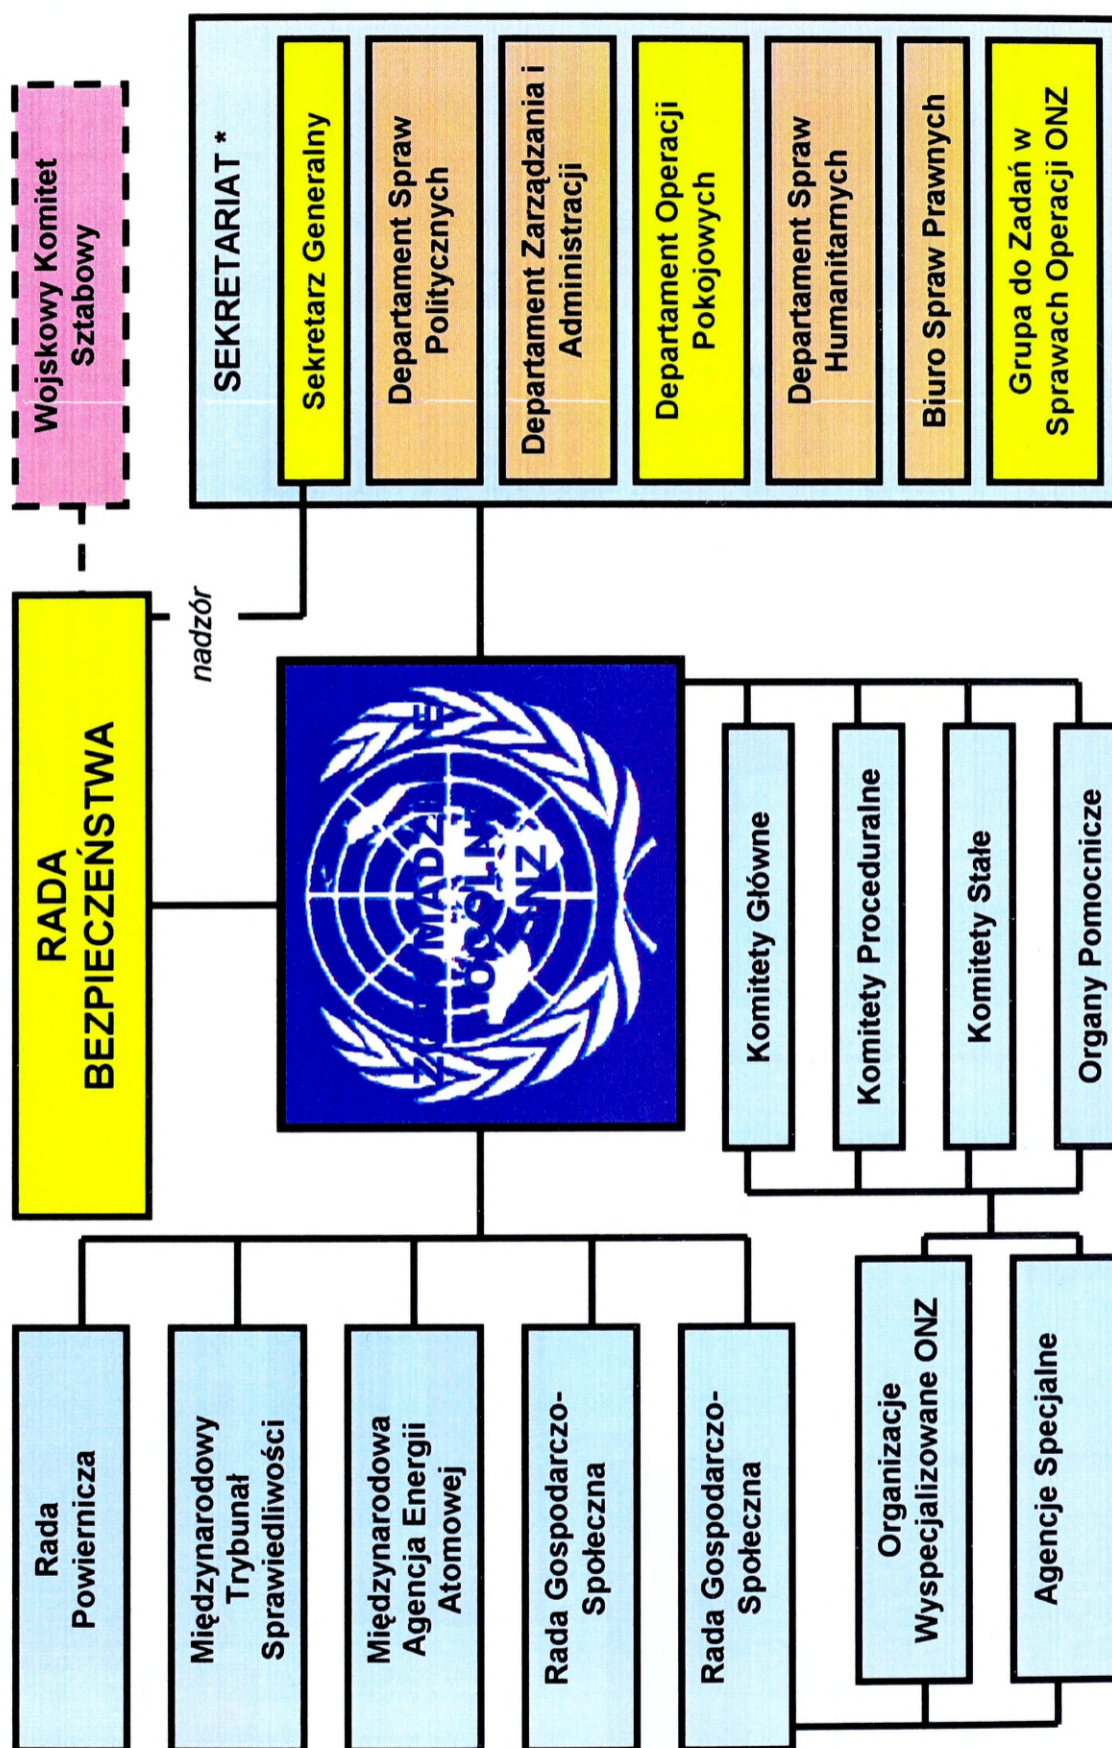 RADA
BEZPIECZEŃSTWA
Wojskowy Komitet
Sztabowy
nadzór
Rada
Powiernicza
Międzynarodowy
Trybunał
Sprawiedliwości
Międzynarodowa
Agencja Energii
Atomowej
Rada Gospodarczo-
Społeczna
Rada Gospodarczo-
Społeczna
Organizacje
Wyspecjalizowane ONZ
Agencje Specjalne
Komitety Główne
Komitety Proceduralne
Komitety Stałe
Organy Pomocnicze
SEKRETARIAT *
Sekretarz Generalny
Departament Spraw
Politycznych
Departament Zarządzania i
Administracji
Departament Operacji
Pokojowych
Departament Spraw
Humanitarnych
Biuro Spraw Prawnych
Grupa do Zadań w
Sprawach Operacji ONZ